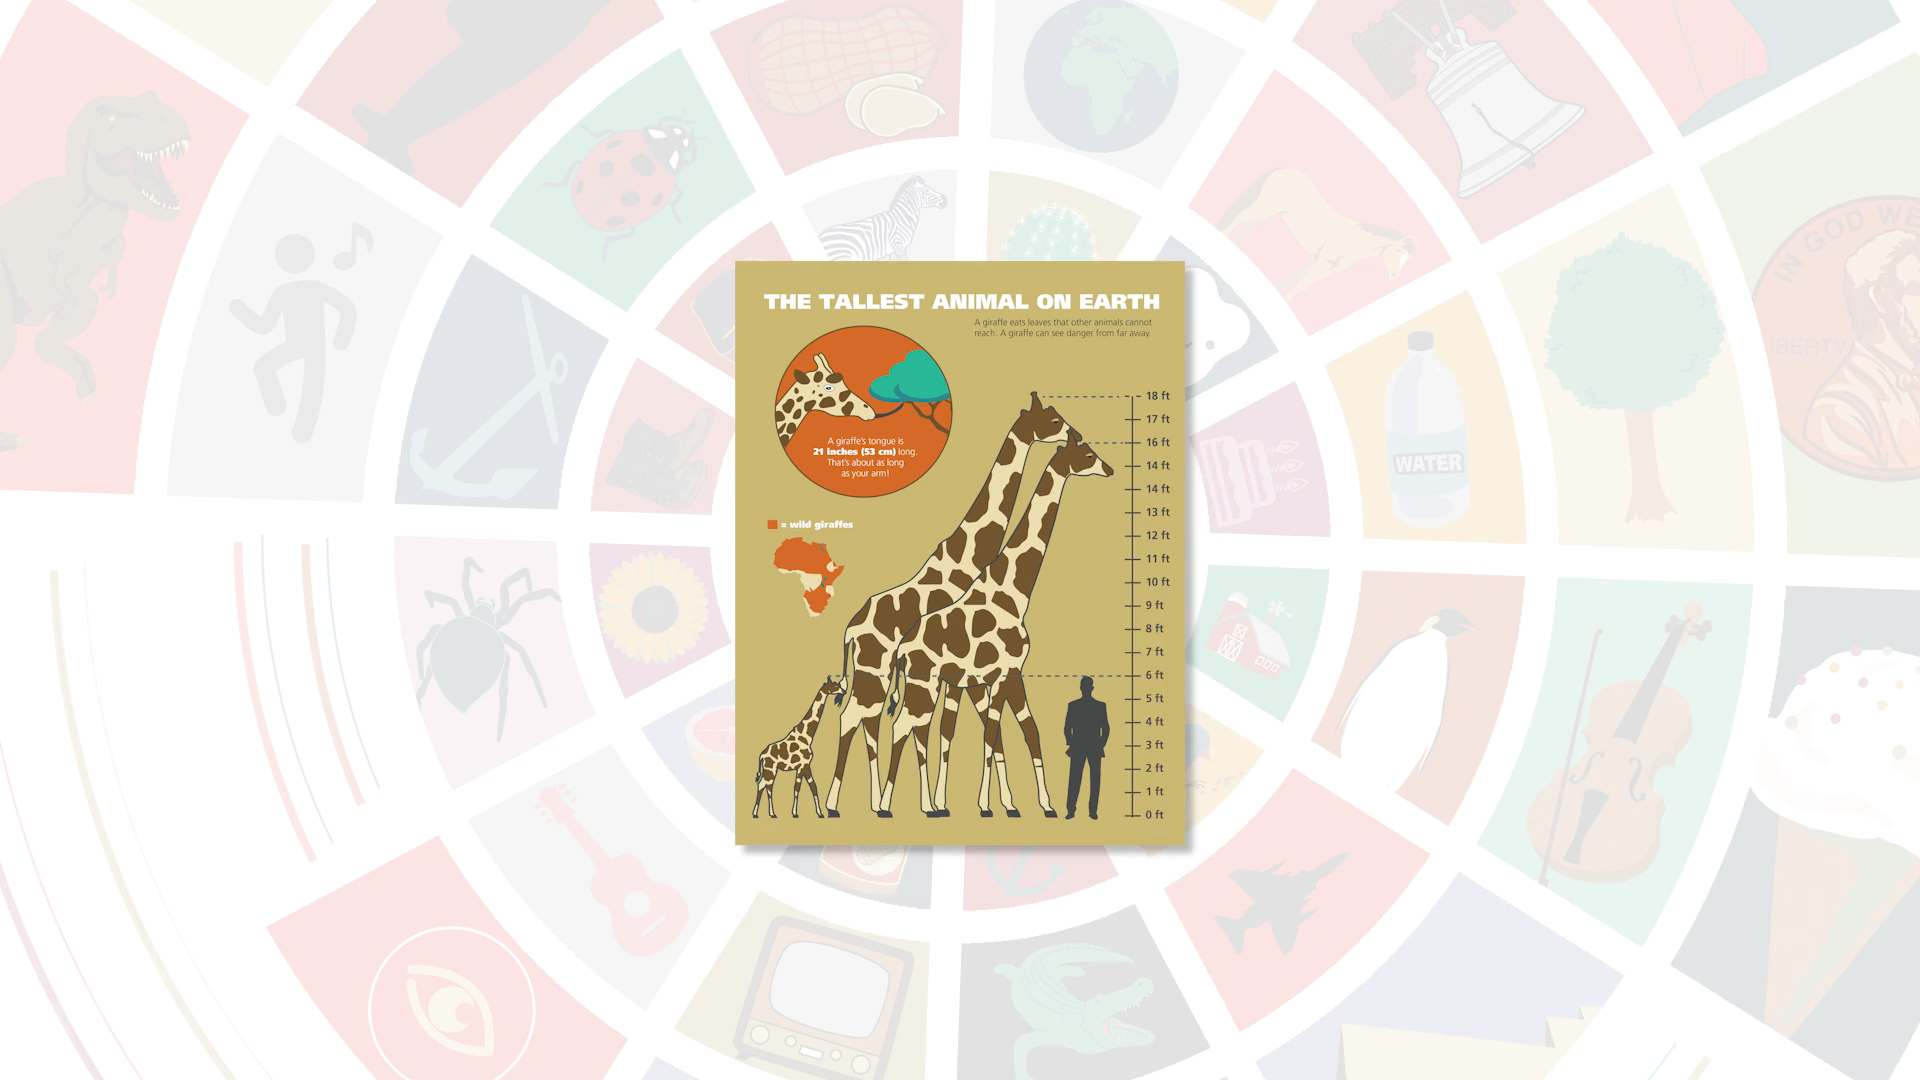 THE TALLEST ANIMAL ON EARTH
A giraffe eats leaves that other animals cannot
reach. A giraffe can see danger from far away.
A giraffe's tongue is
21 inches (53 cm) long.
That's about as long
as your arm!
= wild giraffes
18 ft
17 ft
16 ft
14 ft
14 ft
13 ft
12 ft
11 ft
10 ft
9 ft
8 ft
7 ft
6 ft
5 ft
4 ft
3 ft
2 ft
1 ft
0 ft
WATER
IN GOD WE
LIBERTY